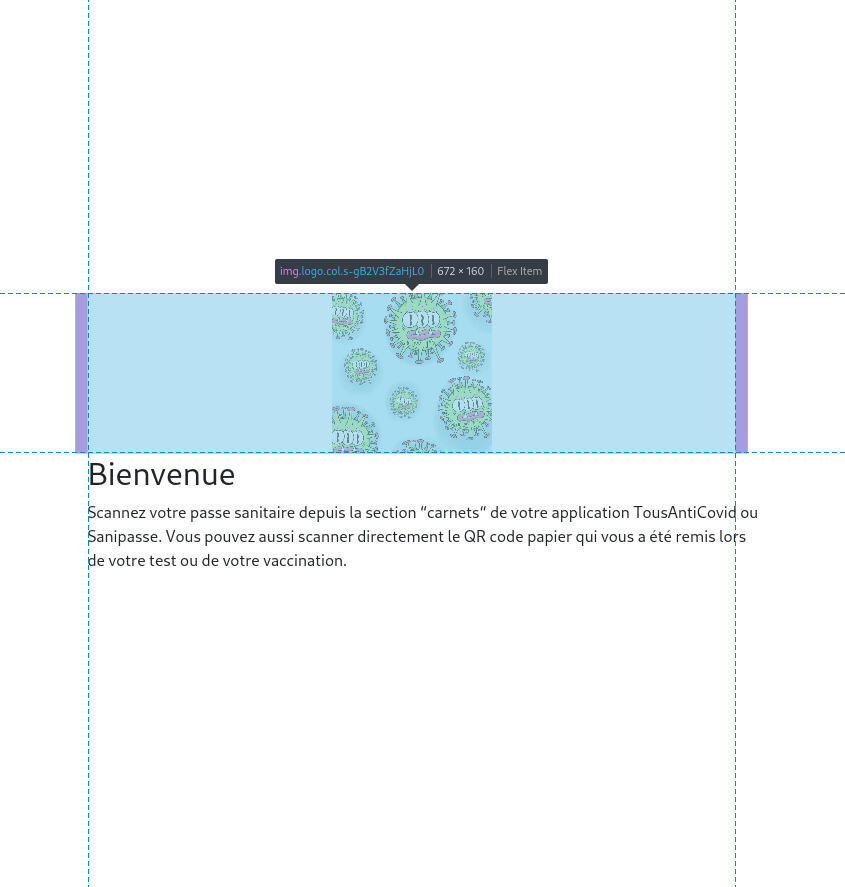 img.logo.col.s-gB2V3fZaHjL0 672 × 160 Flex Item
Bienvenue
Scannez votre passe sanitaire depuis la section “carnets“ de votre application TousAntiCovid ou
Sanipasse. Vous pouvez aussi scanner directement le QR code papier qui vous a été remis lors
de votre test ou de votre vaccination.